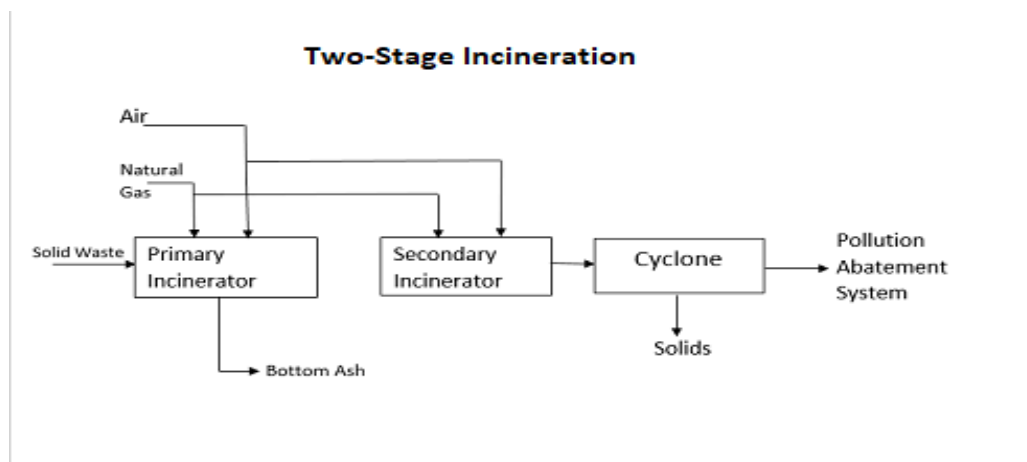 Two-Stage Incineration
Air
Natural
Gas
Solid Waste
Primary
Incinerator
Secondary
Incinerator
Cyclone
Pollution
Abatement
System
Solids
Bottom Ash